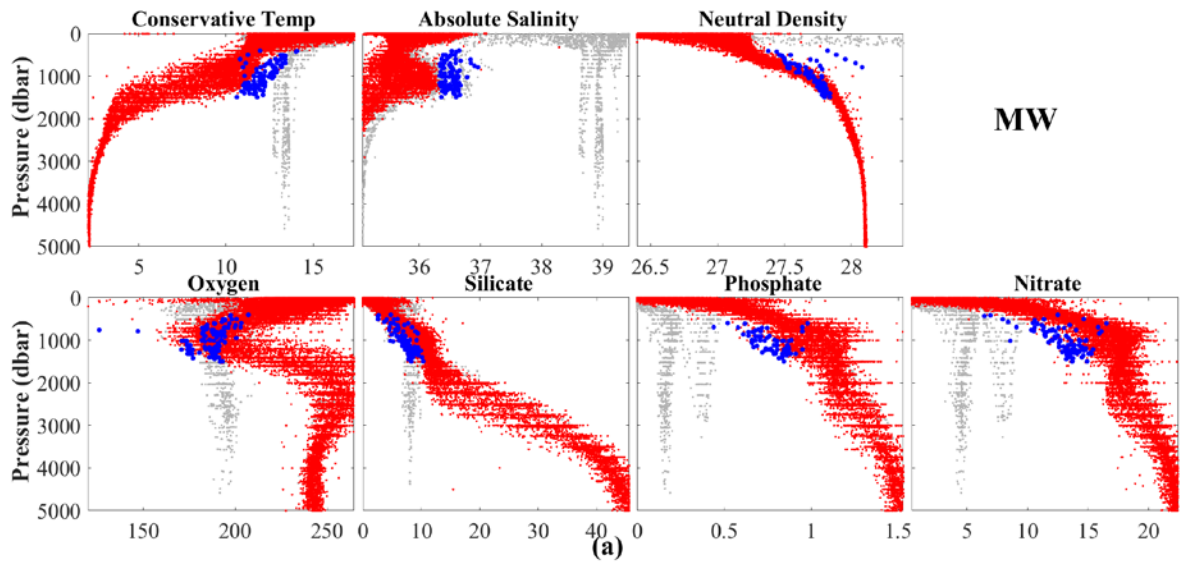 Conservative Temp Absolute Salinity Neutral Density
Pressure (dbar)
0
1000
2000
3000
4000
5000
5 10 15
36 37 38 39
26.5 27 27.5 28
MW
Oxygen Silicate Phosphate Nitrate
Pressure (dbar)
0
1000
2000
3000
4000
5000
150 200 250
0 10 20 30 40
0 0.5 1 1.5
5 10 15 20
(a)